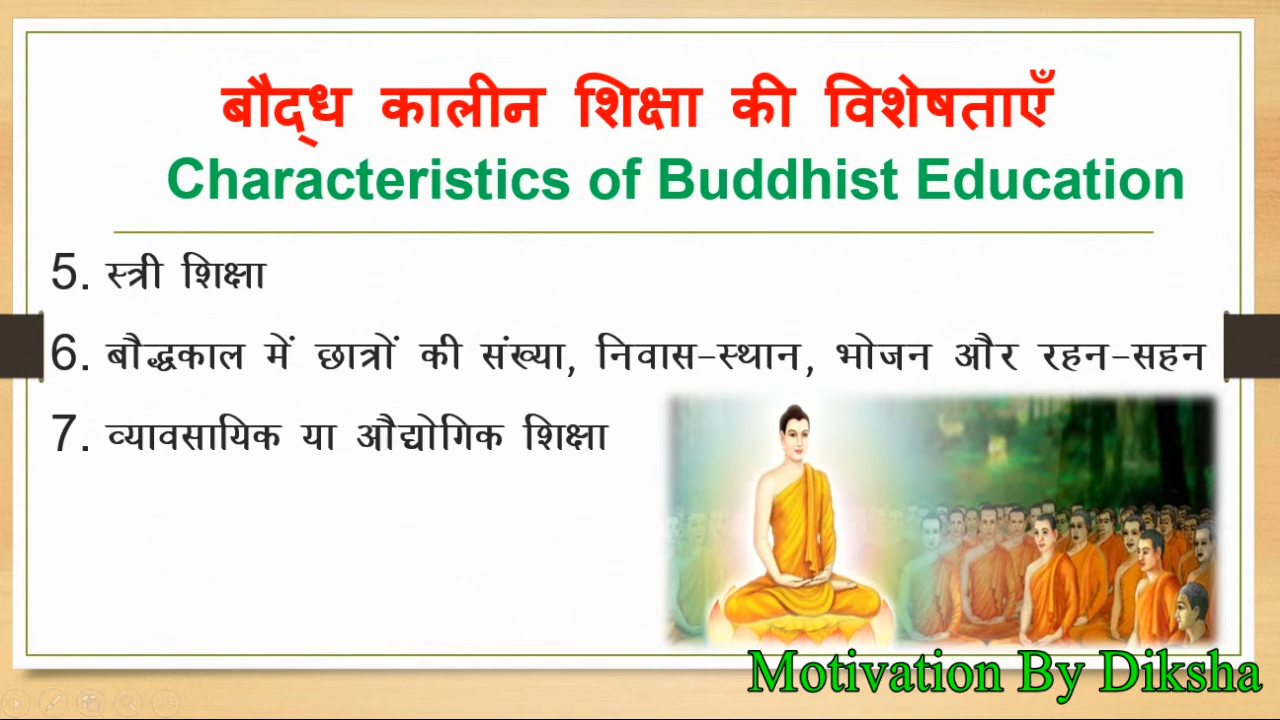 बौद्ध कालीन शिक्षा की विशेषताएँ
Characteristics of Buddhist Education
5. स्त्री शिक्षा
6. बौद्धकाल में छात्रों की संख्या, निवास-स्थान, भोजन और रहन-सहन
7. व्यावसायिक या औद्योगिक शिक्षा
Motivation By Diksha